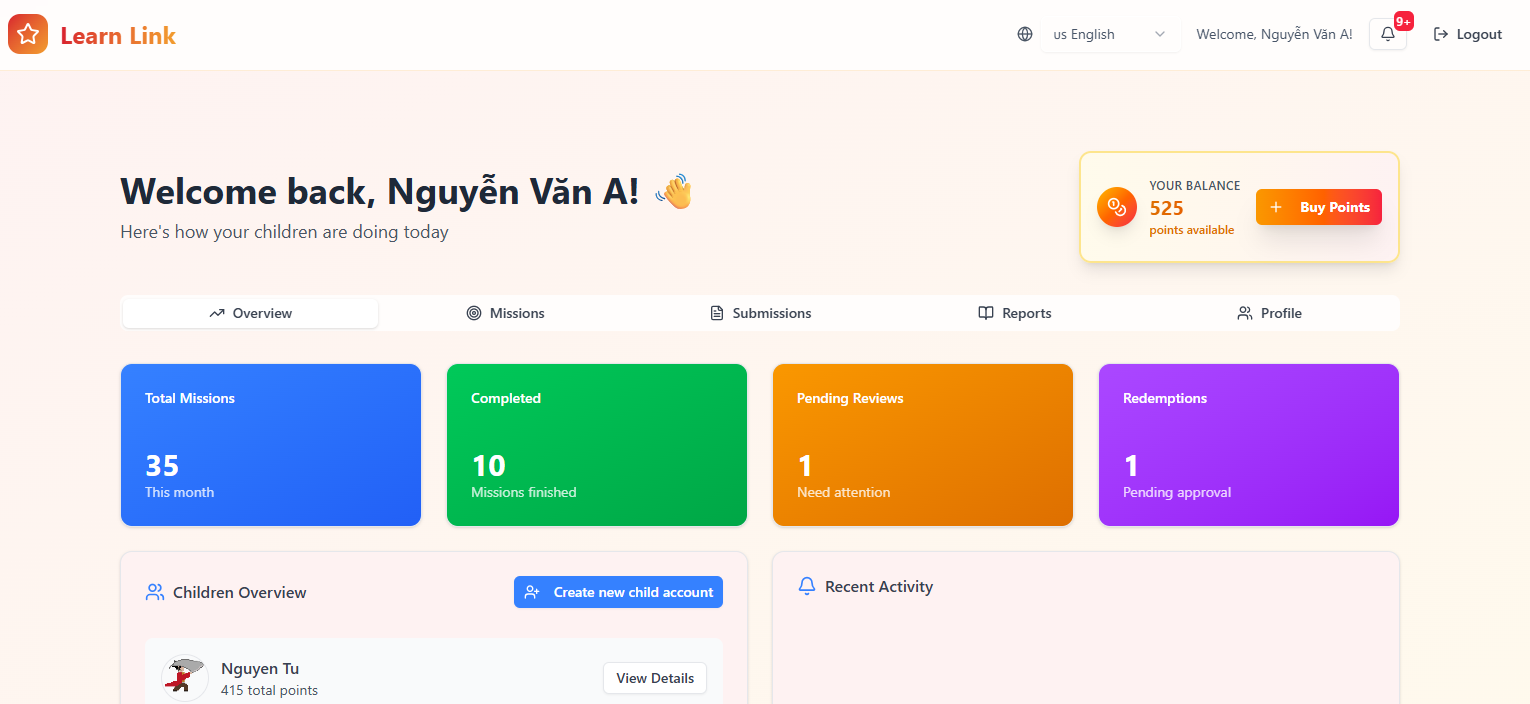 Learn Link
us English
Welcome, Nguyễn Văn A!
9+
Logout
Welcome back, Nguyễn Văn A! 👋
Here's how your children are doing today
YOUR BALANCE
525
points available
Buy Points
Overview
Missions
Submissions
Reports
Profile
Total Missions
35
This month
Completed
10
Missions finished
Pending Reviews
1
Need attention
Redemptions
1
Pending approval
Children Overview
Create new child account
Nguyen Tu
415 total points
View Details
Recent Activity